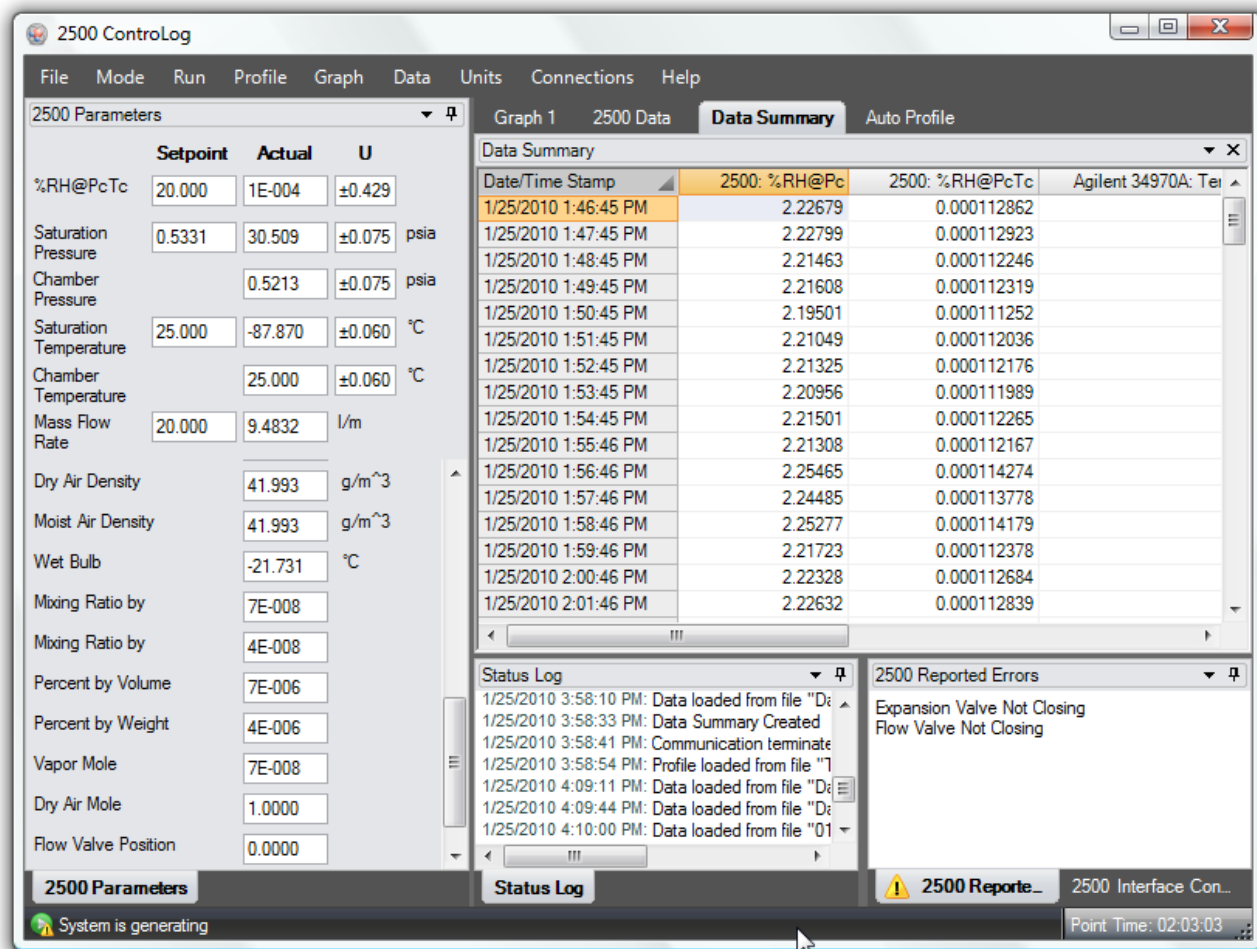 2500 ControLog
File Mode Run Profile Graph Data Units Connections Help
2500 Parameters
Setpoint Actual U
%RH@PcTc 20.000 1E-004 ±0.429
Saturation Pressure 0.5331 30.509 ±0.075 psia
Chamber Pressure 0.5213 ±0.075 psia
Saturation Temperature 25.000 -87.870 ±0.060 °C
Chamber Temperature 25.000 ±0.060 °C
Mass Flow Rate 20.000 9.4832 l/m
Dry Air Density 41.993 g/m^3
Moist Air Density 41.993 g/m^3
Wet Bulb -21.731 °C
Mixing Ratio by 7E-008
Mixing Ratio by 4E-008
Percent by Volume 7E-006
Percent by Weight 4E-006
Vapor Mole 7E-008
Dry Air Mole 1.0000
Flow Valve Position 0.0000
2500 Parameters
Graph 1 2500 Data Data Summary Auto Profile
Data Summary
Date/Time Stamp 2500: %RH@Pc 2500: %RH@PcTc Agilent 34970A: Te
1/25/2010 1:46:45 PM 2.22679 0.000112862
1/25/2010 1:47:45 PM 2.22799 0.000112923
1/25/2010 1:48:45 PM 2.21463 0.000112246
1/25/2010 1:49:45 PM 2.21608 0.000112319
1/25/2010 1:50:45 PM 2.19501 0.000111252
1/25/2010 1:51:45 PM 2.21049 0.000112036
1/25/2010 1:52:45 PM 2.21325 0.000112176
1/25/2010 1:53:45 PM 2.20956 0.000111989
1/25/2010 1:54:45 PM 2.21501 0.000112265
1/25/2010 1:55:46 PM 2.21308 0.000112167
1/25/2010 1:56:46 PM 2.25465 0.000114274
1/25/2010 1:57:46 PM 2.24485 0.000113778
1/25/2010 1:58:46 PM 2.25277 0.000114179
1/25/2010 1:59:46 PM 2.21723 0.000112378
1/25/2010 2:00:46 PM 2.22328 0.000112684
1/25/2010 2:01:46 PM 2.22632 0.000112839
Status Log
1/25/2010 3:58:10 PM: Data loaded from file "Da
1/25/2010 3:58:33 PM: Data Summary Created
1/25/2010 3:58:41 PM: Communication terminate
1/25/2010 3:58:54 PM: Profile loaded from file "T
1/25/2010 4:09:11 PM: Data loaded from file "Da
1/25/2010 4:09:44 PM: Data loaded from file "Da
1/25/2010 4:10:00 PM: Data loaded from file "01
Status Log
2500 Reported Errors
Expansion Valve Not Closing
Flow Valve Not Closing
2500 Reporte... 2500 Interface Con...
System is generating
Point Time: 02:03:03